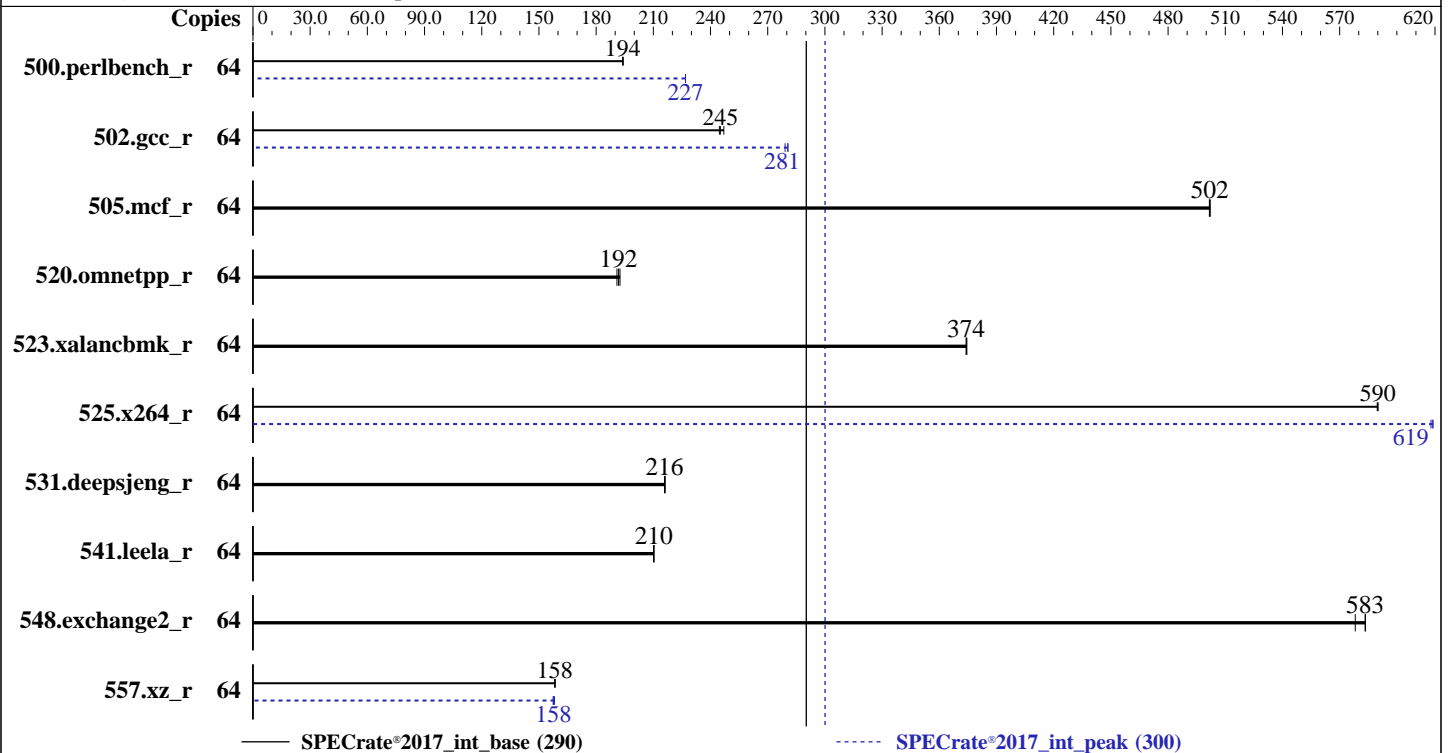 Copies 0 30.0 60.0 90.0 120 150 180 210 240 270 300 330 360 390 420 450 480 510 540 570 620
500.perlbench_r 64 194
227
502.gcc_r 64 245
281
505.mcf_r 64 502
520.omnetpp_r 64 192
523.xalancbmk_r 64 374
525.x264_r 64 590
619
531.deepsjeng_r 64 216
541.leela_r 64 210
548.exchange2_r 64 583
557.xz_r 64 158
158
SPECrate®2017_int_base (290) SPECrate®2017_int_peak (300)